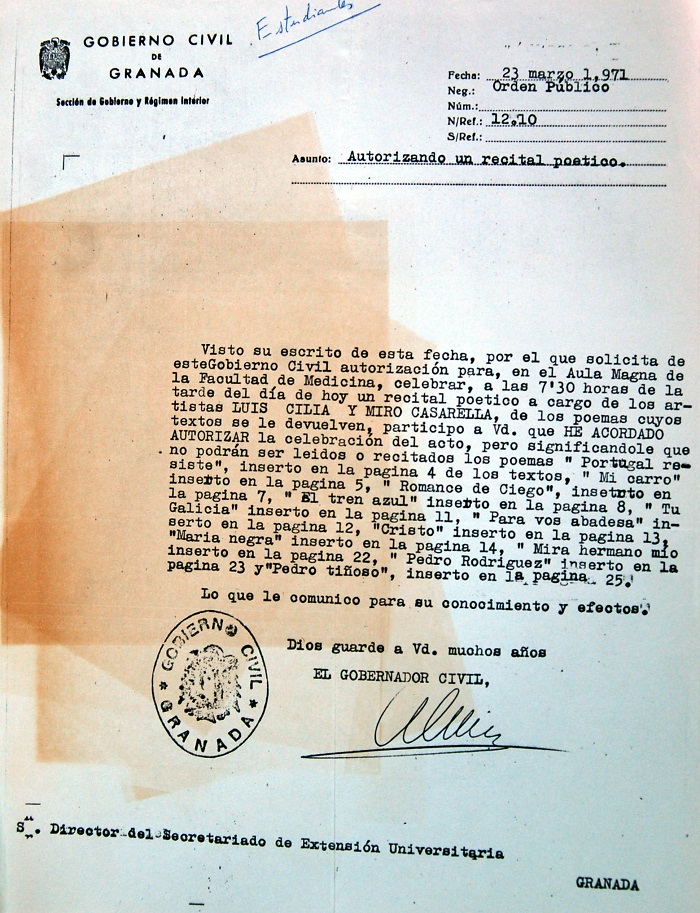 Estudiantes
GOBIERNO CIVIL
DE
GRANADA
Sección de Gobierno y Régimen Interior
Fecha: 23 marzo 1,971
Neg.: Orden Público
Núm.:
N/Ref.: 12.10
S/Ref.:
Asunto: Autorizando un recital poetico.
Visto su escrito de esta fecha, por el que solicita de
esteGobierno Civil autorización para, en el Aula Magna de
la Facultad de Medicina, celebrar, a las 7'30 horas de la
tarde del día de hoy un recital poetico a cargo de los ar-
tistas LUIS CILIA Y MIRO CASARELLA, de los poemas cuyos
textos se le devuelven, participo a Vd. que HE ACORDADO
AUTORIZAR la celebración del acto, pero significandole que
no podrán ser leidos o recitados los poemas " Portugal re-
siste", inserto en la pagina 4 de los textos, " Mi carro"
inserto en la pagina 5, " Romance de Ciego", insetrto en
la pagina 7, " El tren azul" inserto en la pagina 8, " Tu
Galicia" inserto en la pagina 11, " Para vos abadesa" in-
serto en la pagina 12, "Cristo" inserto en la pagina 13,
"Maria negra" inserto en la pagina 14, " Mira hermano mio
inserto en la pagina 22, " Pedro Rodriguez" inserto en la
pagina 23 y"Pedro tiñoso", inserto en la pagina 25.
Lo que le comunico para su conocimiento y efectos.
Dios guarde a Vd. muchos años
EL GOBERNADOR CIVIL,
GOBIERNO CIVIL
* GRANADA *
Sr. Director del Secretariado de Extensión Universitaria
GRANADA